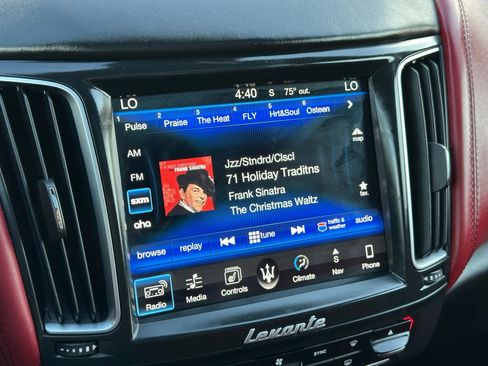 LO 4:40 S 75° out. LO
1 Pulse 2 Praise 3 The Heat 4 FLY 5 Hrt&Soul 6 Osteen
AM
FM
sxm
aha
FRANK SINATRA
Jzz/Stndrd/Clscl
71 Holiday Traditns
Frank Sinatra
The Christmas Waltz
map
fav.
browse replay tune traffic & weather audio
Radio Media Controls Climate S Nav Phone
Levante
SYNC